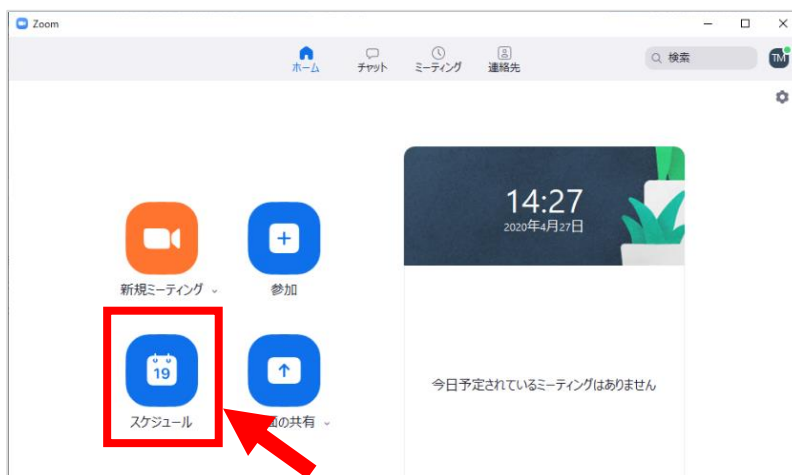 Zoom
ホーム
チャット
ミーティング
連絡先
検索
TM
14:27
2020年4月27日
新規ミーティング
参加
19
スケジュール
面の共有
今日予定されているミーティングはありません